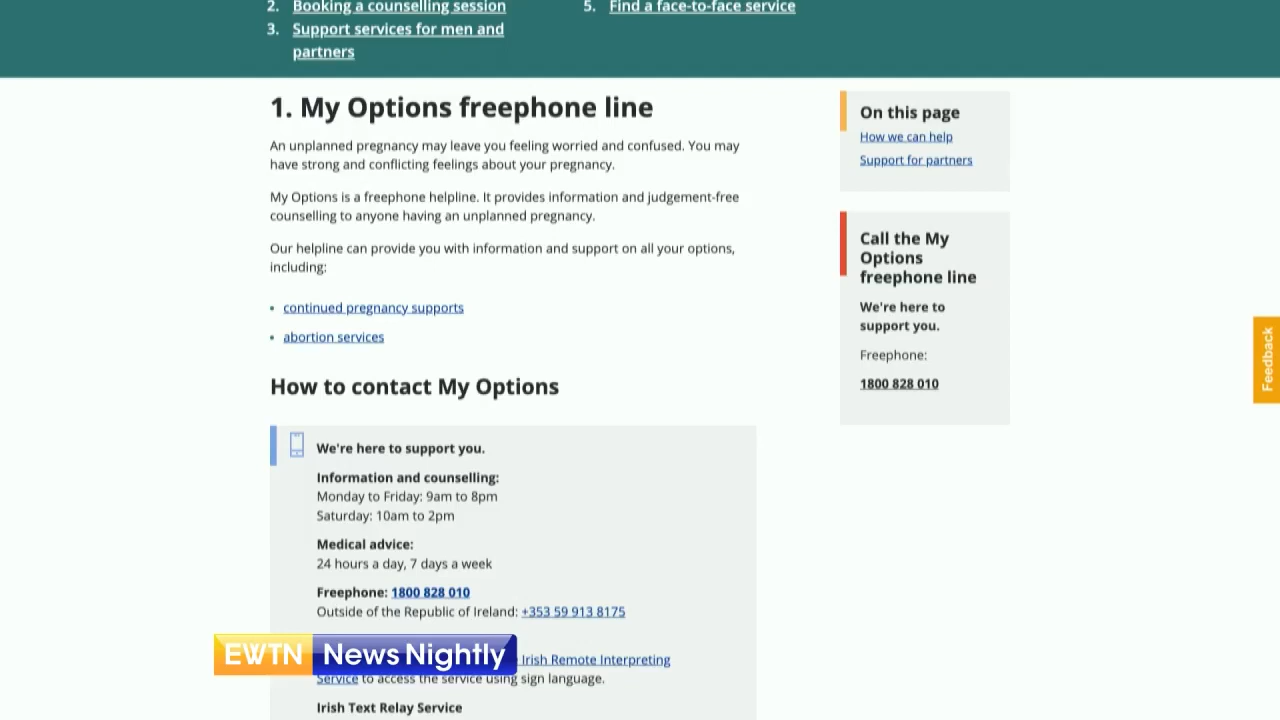 2. Booking a counselling session
5. Find a face-to-face service
3. Support services for men and
partners
1. My Options freephone line
An unplanned pregnancy may leave you feeling worried and confused. You may
have strong and conflicting feelings about your pregnancy.
My Options is a freephone helpline. It provides information and judgement-free
counselling to anyone having an unplanned pregnancy.
Our helpline can provide you with information and support on all your options,
including:
• continued pregnancy supports
• abortion services
How to contact My Options
We're here to support you.
Information and counselling:
Monday to Friday: 9am to 8pm
Saturday: 10am to 2pm
Medical advice:
24 hours a day, 7 days a week
Freephone: 1800 828 010
Outside of the Republic of Ireland: +353 59 913 8175
Irish Remote Interpreting
Service to access the service using sign language.
Irish Text Relay Service
On this page
How we can help
Support for partners
Call the My
Options
freephone line
We're here to
support you.
Freephone:
1800 828 010
Feedback
EWTN News Nightly